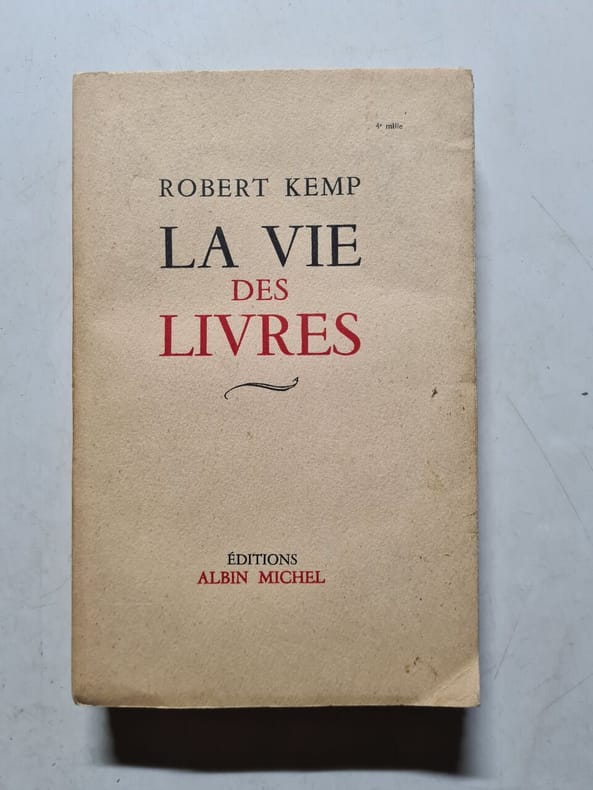 4e mille
ROBERT KEMP
LA VIE
DES
LIVRES
ÉDITIONS
ALBIN MICHEL